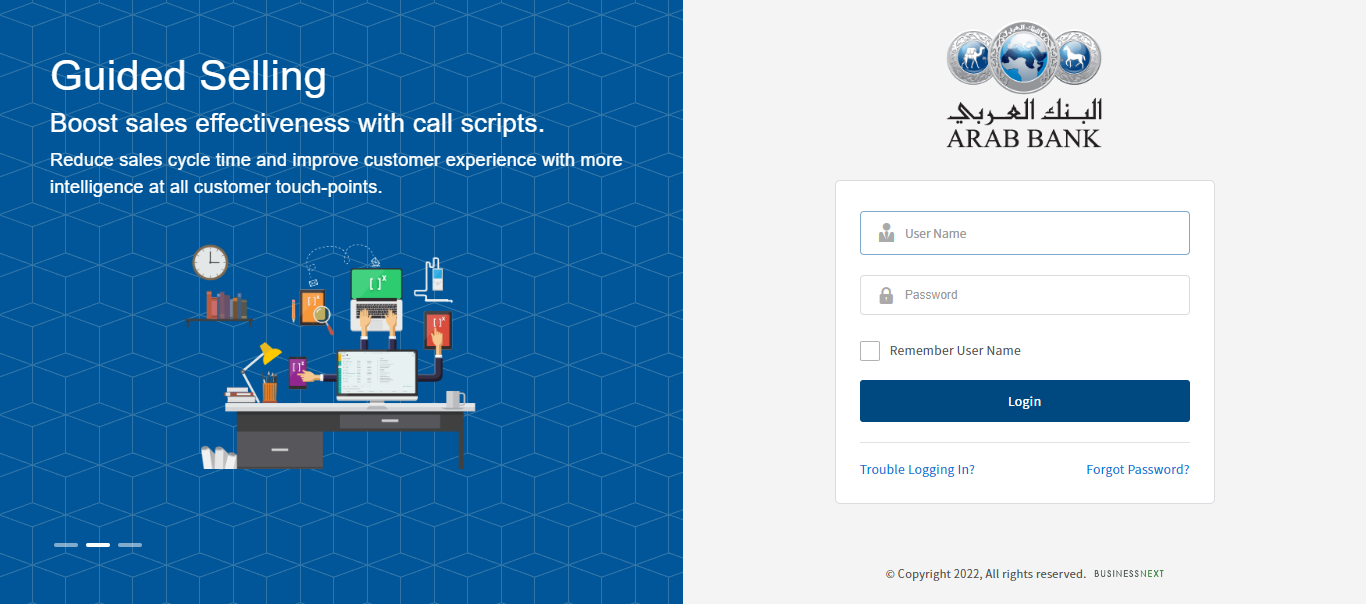 Guided Selling
Boost sales effectiveness with call scripts.
Reduce sales cycle time and improve customer experience with more
intelligence at all customer touch-points.
البنك العربي
ARAB BANK
User Name
Password
Remember User Name
Login
Trouble Logging In?
Forgot Password?
© Copyright 2022, All rights reserved. BUSINESSNEXT